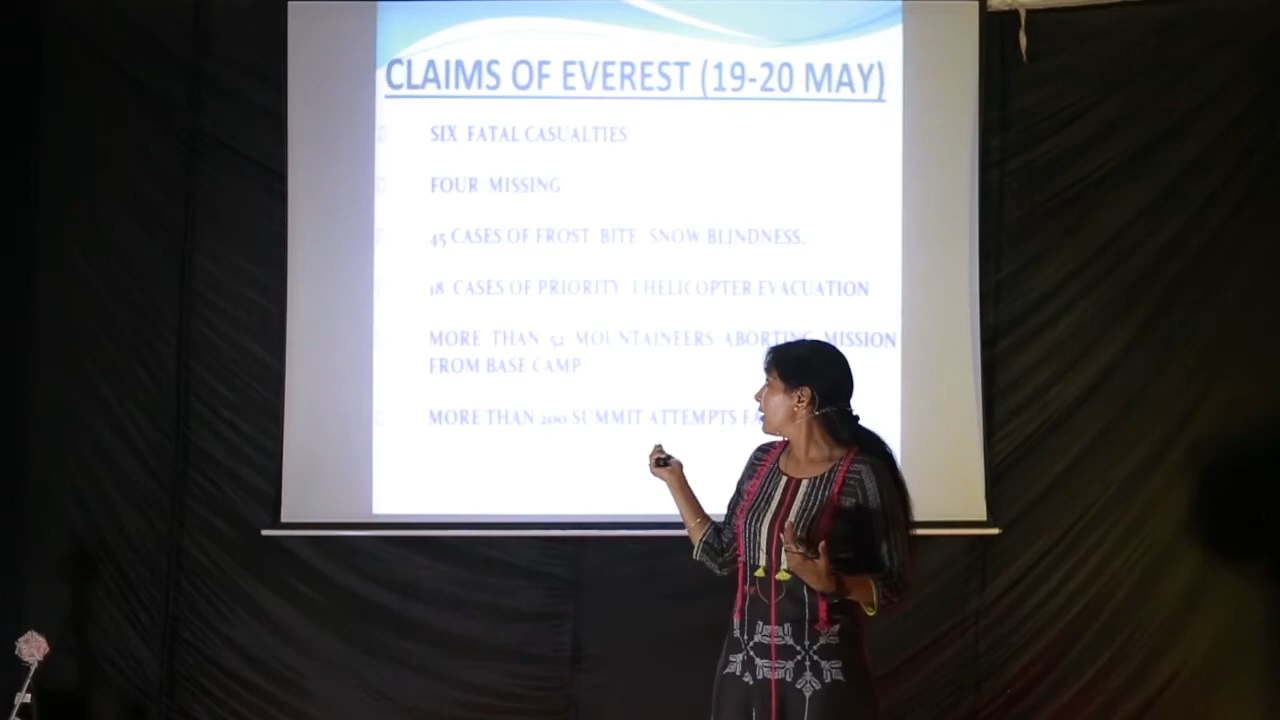 CLAIMS OF EVEREST (19-20 MAY)
SIX FATAL CASUALTIES
FOUR MISSING
45 CASES OF FROST BITE SNOW BLINDNESS.
18 CASES OF PRIORITY I HELICOPTER EVACUATION
MORE THAN 52 MOUNTAINEERS ABORTING MISSION
FROM BASE CAMP
MORE THAN 200 SUMMIT ATTEMPTS